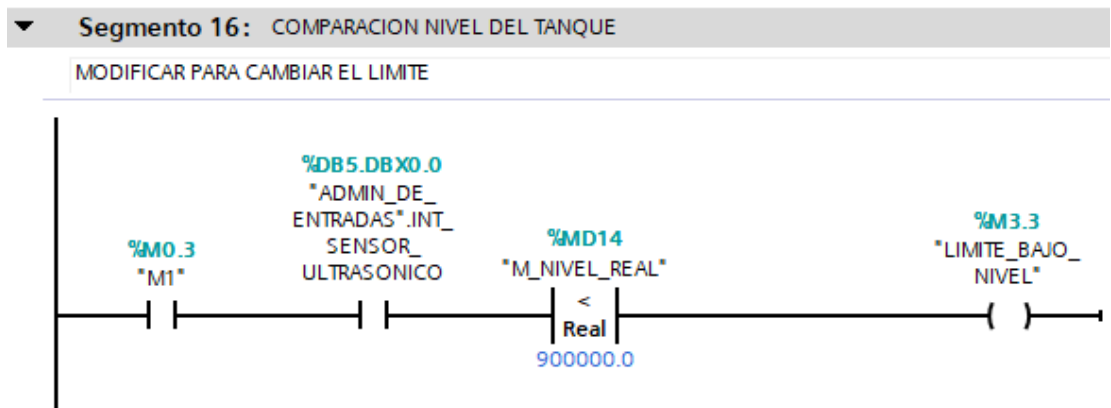 Segmento 16: COMPARACION NIVEL DEL TANQUE
MODIFICAR PARA CAMBIAR EL LIMITE
%M0.3
"M1"
%DB5.DBX0.0
"ADMIN_DE_
ENTRADAS".INT_
SENSOR_
ULTRASONICO
%MD14
"M_NIVEL_REAL"
<
Real
900000.0
%M3.3
"LIMITE_BAJO_
NIVEL"